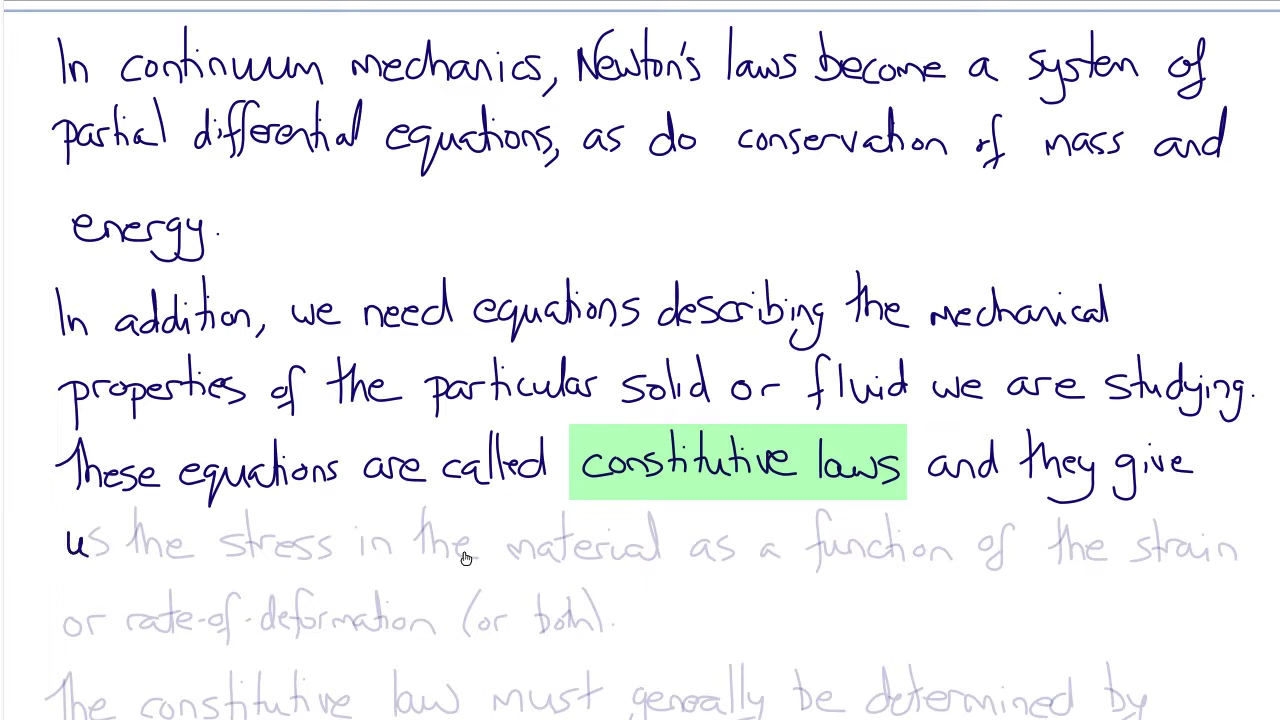 In continuum mechanics, Newton's laws become a system of
partial differential equations, as do conservation of mass and
energy.
In addition, we need equations describing the mechanical
properties of the particular solid or fluid we are studying.
These equations are called constitutive laws and they give
us the stress in the material as a function of the strain
or rate-of-deformation (or both).
The constitutive law must generally be determined by